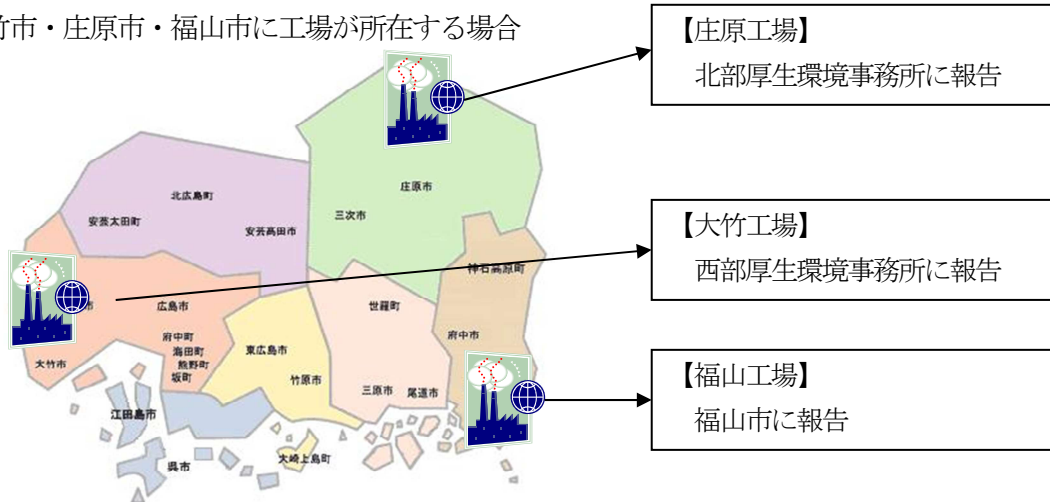 竹市・庄原市・福山市に工場が所在する場合
【庄原工場】
北部厚生環境事務所に報告
【大竹工場】
西部厚生環境事務所に報告
【福山工場】
福山市に報告
北広島町
安芸太田町
安芸高田市
庄原市
三次市
神石高原町
市
広島市
府中町
海田町
熊野町
坂町
大竹市
東広島市
竹原市
世羅町
三原市
尾道市
府中市
江田島市
呉市
大崎上島町